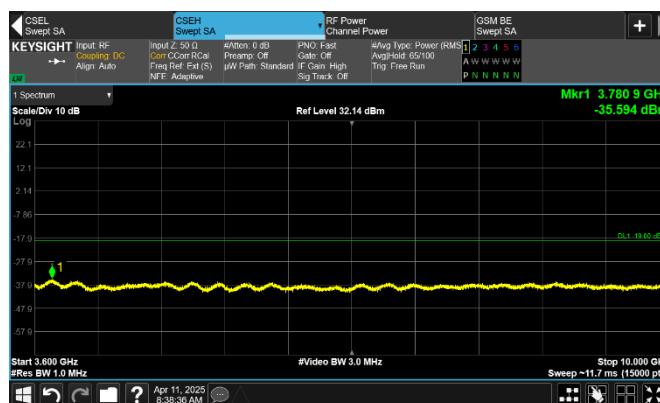 CSEL
Swept SA
CSEH
Swept SA
RF Power
Channel Power
GSM BE
Swept SA
KEYSIGHT
Input: RF
Coupling: DC
Align: Auto
Input Z: 50 Ω
Corr CCorr RCal
Freq Ref: Ext (S)
NFE: Adaptive
#Atten: 0 dB
Preamp: Off
µW Path: Standard
PNO: Fast
Gate: Off
IF Gain: High
Sig Track: Off
#Avg Type: Power (RMS
Avg|Hold: 65/100
Trig: Free Run
1 2 3 4 5 6
A W W W W W
P N N N N N
LXI
1 Spectrum
Scale/Div 10 dB
Ref Level 32.14 dBm
Mkr1 3.780 9 GH
-35.594 dB
Log
22.1
12.1
2.14
-7.86
-17.9
DL1 -19.00 dB
-27.9
1
-37.9
-47.9
-57.9
Start 3.600 GHz
#Video BW 3.0 MHz
Stop 10.000 G
#Res BW 1.0 MHz
Sweep ~11.7 ms (15000 pt
?
Apr 11, 2025
8:38:36 AM